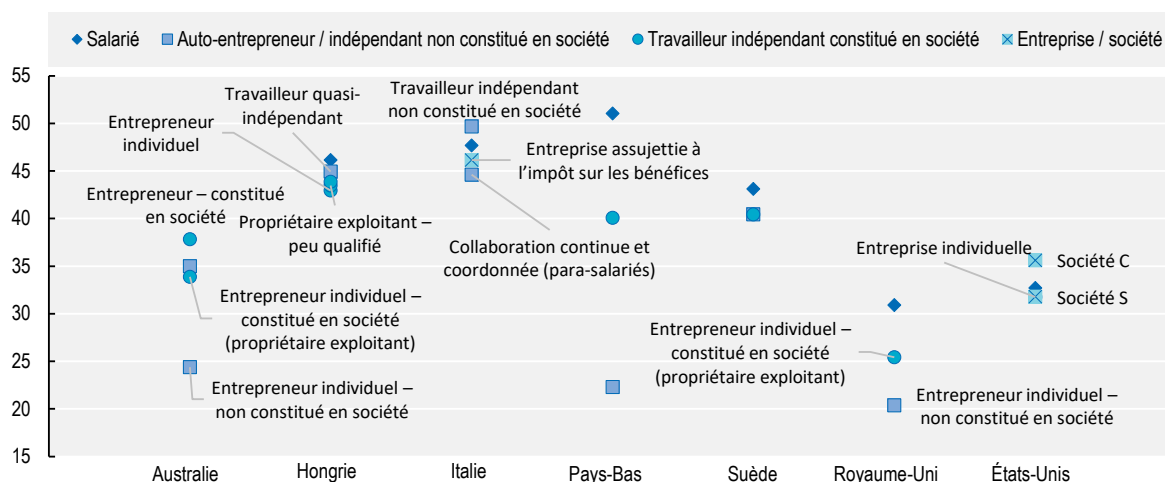 Salarié
Auto-entrepreneur / indépendant non constitué en société
Travailleur indépendant constitué en société
Entreprise / société
55
50
45
40
35
30
25
20
15
Travailleur quasi-
indépendant
Entrepreneur
individuel
Entrepreneur – constitué
en société
Propriétaire exploitant –
peu qualifié
Entrepreneur individuel –
constitué en société
(propriétaire exploitant)
Entrepreneur individuel –
non constitué en société
Travailleur indépendant
non constitué en société
Entreprise assujettie à
l’impôt sur les bénéfices
Collaboration continue et
coordonnée (para-salariés)
Entrepreneur individuel –
constitué en société
(propriétaire exploitant)
Entreprise individuelle
Société C
Société S
Entrepreneur individuel –
non constitué en société
Australie
Hongrie
Italie
Pays-Bas
Suède
Royaume-Uni
États-Unis